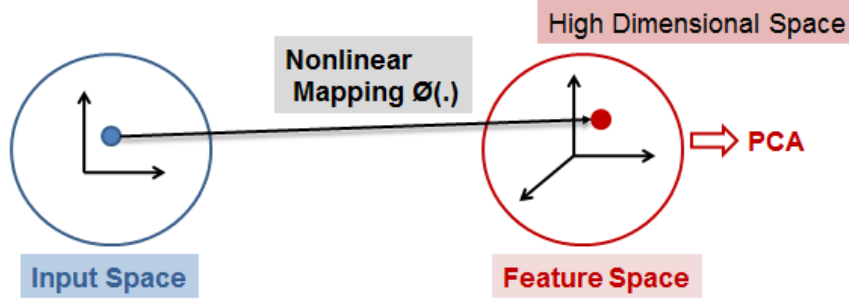 High Dimensional Space
Nonlinear
Mapping Ø(.)
PCA
Input Space
Feature Space